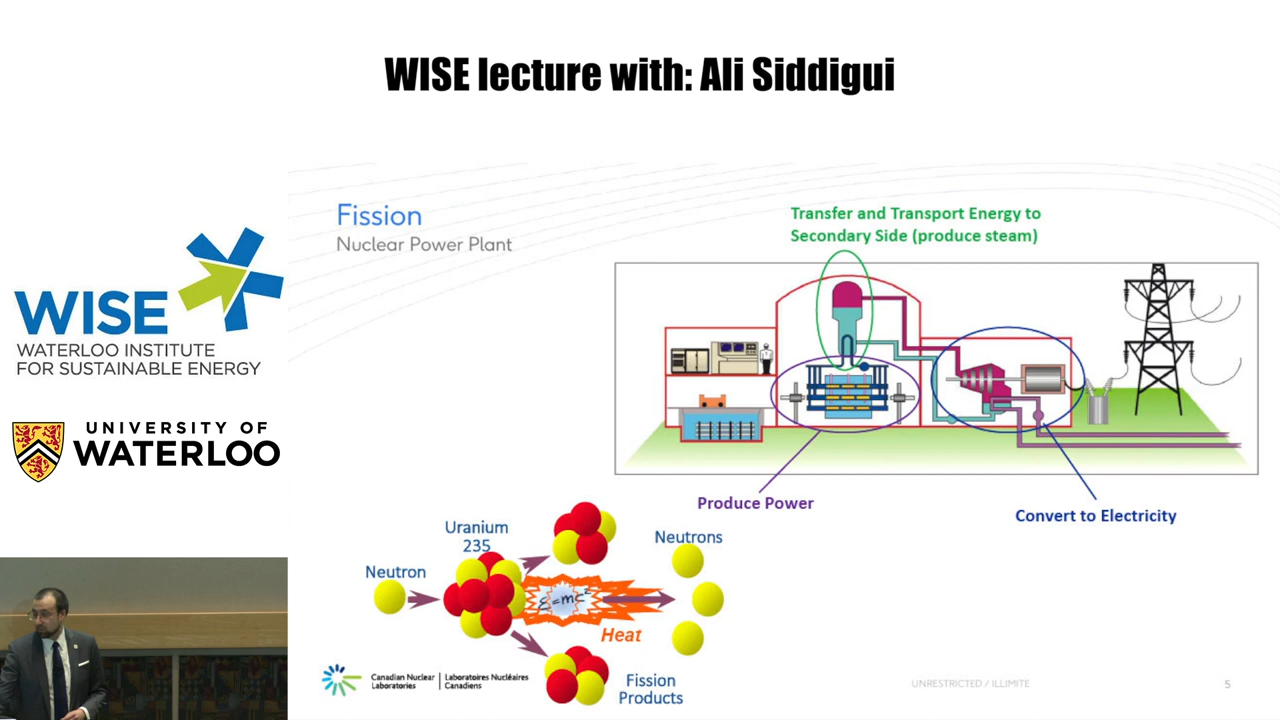 WISE lecture with: Ali Siddigui
WISE
WATERLOO INSTITUTE
FOR SUSTAINABLE ENERGY
UNIVERSITY OF
WATERLOO
Fission
Nuclear Power Plant
Transfer and Transport Energy to
Secondary Side (produce steam)
Produce Power
Convert to Electricity
Uranium
235
Neutron
Neutrons
E=mc²
Heat
Fission
Products
Canadian Nuclear
Laboratories
Laboratoires Nucléaires
Canadiens
UNRESTRICTED / ILLIMITÉ
5